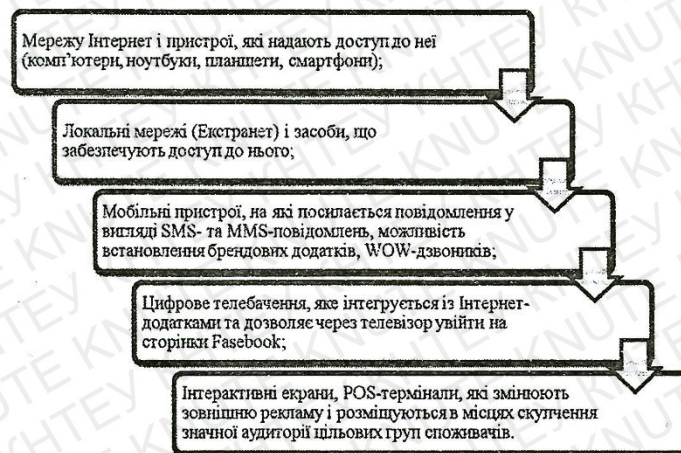 Мережу Інтернет і пристрої, які надають доступ до неї
(комп'ютери, ноутбуки, планшети, смартфони);
Локальні мережі (Екстранет) і засоби, що
забезпечують доступ до нього;
Мобільні пристрої, на які посилається повідомлення у
вигляді SMS- та MMS-повідомлень, можливість
встановлення брендових додатків, WOW-дзвоників;
Цифрове телебачення, яке інтегрується із Інтернет-
додатками та дозволяє через телевізор увійти на
сторінки Fasebook;
Інтерактивні екрани, POS-термінали, які змінюють
зовнішню рекламу і розміщуються в місцях скупчення
значної аудиторії цільових груп споживачів.